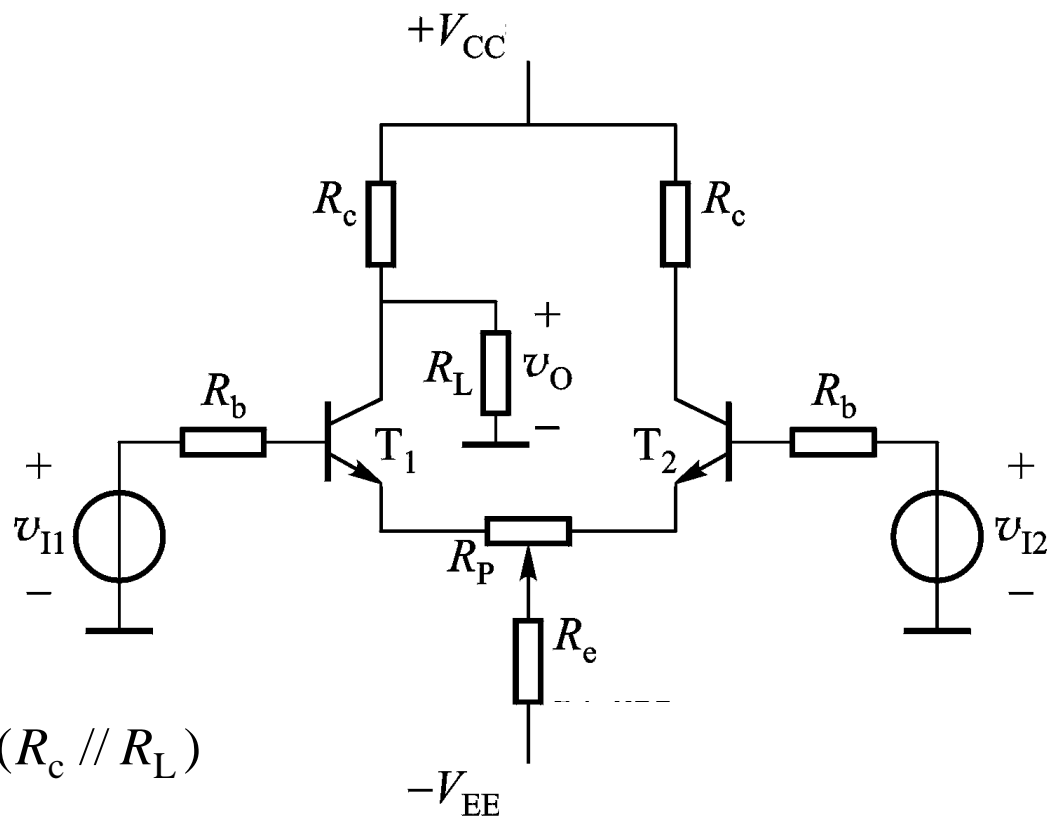 +V_CC
R_c
R_c
R_L
+
v_O
−
R_b
T_1
T_2
R_b
+
v_I1
−
+
v_I2
−
R_P
R_e
(R_c // R_L)
−V_EE